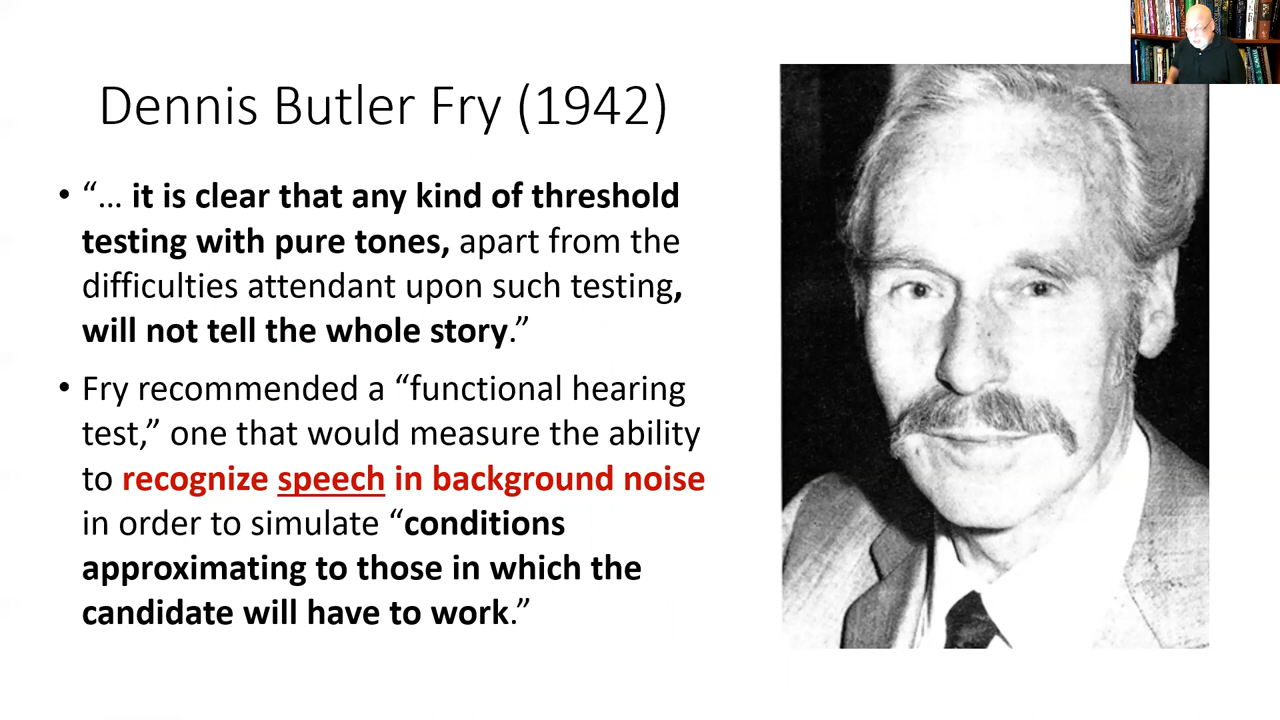 Dennis Butler Fry (1942)
• “… it is clear that any kind of threshold
testing with pure tones, apart from the
difficulties attendant upon such testing,
will not tell the whole story.”
• Fry recommended a “functional hearing
test,” one that would measure the ability
to recognize speech in background noise
in order to simulate “conditions
approximating to those in which the
candidate will have to work.”